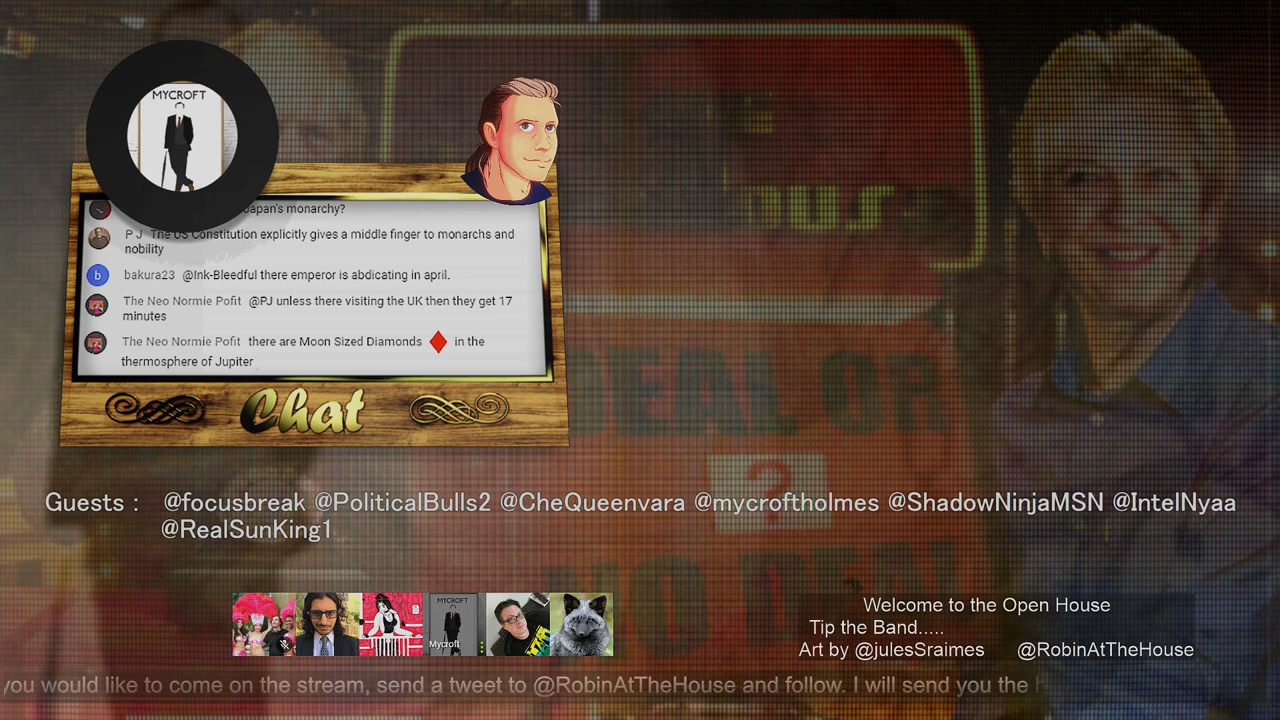 MYCROFT
Japan's monarchy?
P J The US Constitution explicitly gives a middle finger to monarchs and
nobility
b
bakura23 @Ink-Bleedful there emperor is abdicating in april.
The Neo Normie Pofit @PJ unless there visiting the UK then they get 17
minutes
The Neo Normie Pofit there are Moon Sized Diamonds in the
thermosphere of Jupiter
Chat
DEAL OR
?
NO DEAL
Guests : @focusbreak @PoliticalBulls2 @CheQueenvara @mycroftholmes @ShadowNinjaMSN @IntelNyaa
@RealSunKing1
MYCROFT
Mycroft
Welcome to the Open House
Tip the Band.....
Art by @julesSraimes @RobinAtTheHouse
you would like to come on the stream, send a tweet to @RobinAtTheHouse and follow. I will send you the